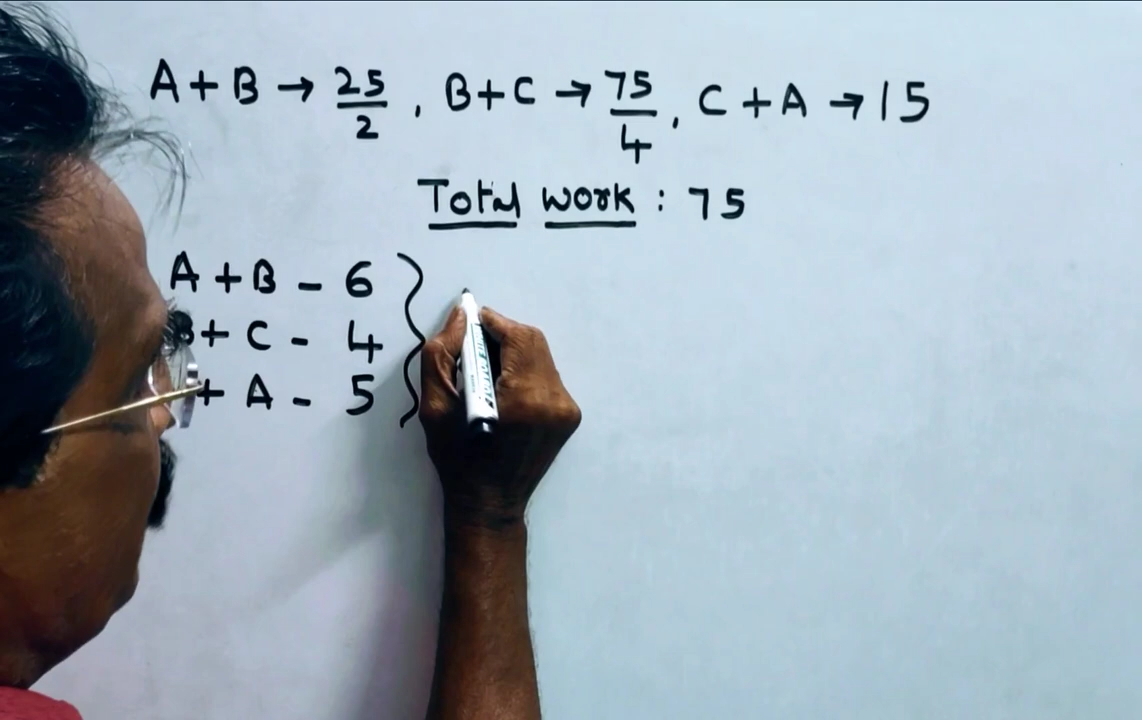 A + B → 25/2 , B+C → 75/4 , C + A → 15
Total work : 75
A + B - 6
B + C - 4
+ A - 5